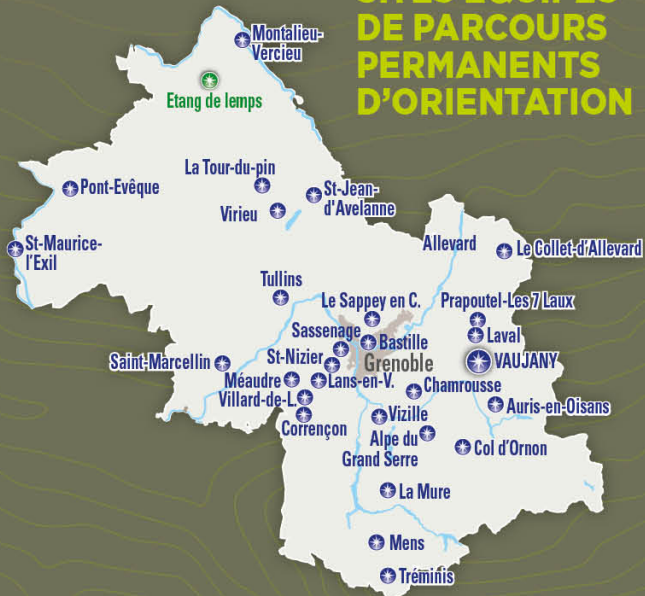 SITES ÉQUIPÉS
DE PARCOURS
PERMANENTS
D'ORIENTATION
Montalieu-
Vercieu
Etang de lemps
La Tour-du-pin
Pont-Evêque
St-Jean-
d'Avelanne
Virieu
St-Maurice-
l'Exil
Allevard
Le Collet-d'Allevard
Tullins
Le Sappey en C.
Prapoutel-Les 7 Laux
Sassenage
Bastille
Laval
St-Nizier
Grenoble
VAUJANY
Saint-Marcellin
Méaudre
Lans-en-V.
Chamrousse
Villard-de-L.
Auris-en-Oisans
Corrençon
Vizille
Alpe du
Grand Serre
Col d'Ornon
La Mure
Mens
Tréminis